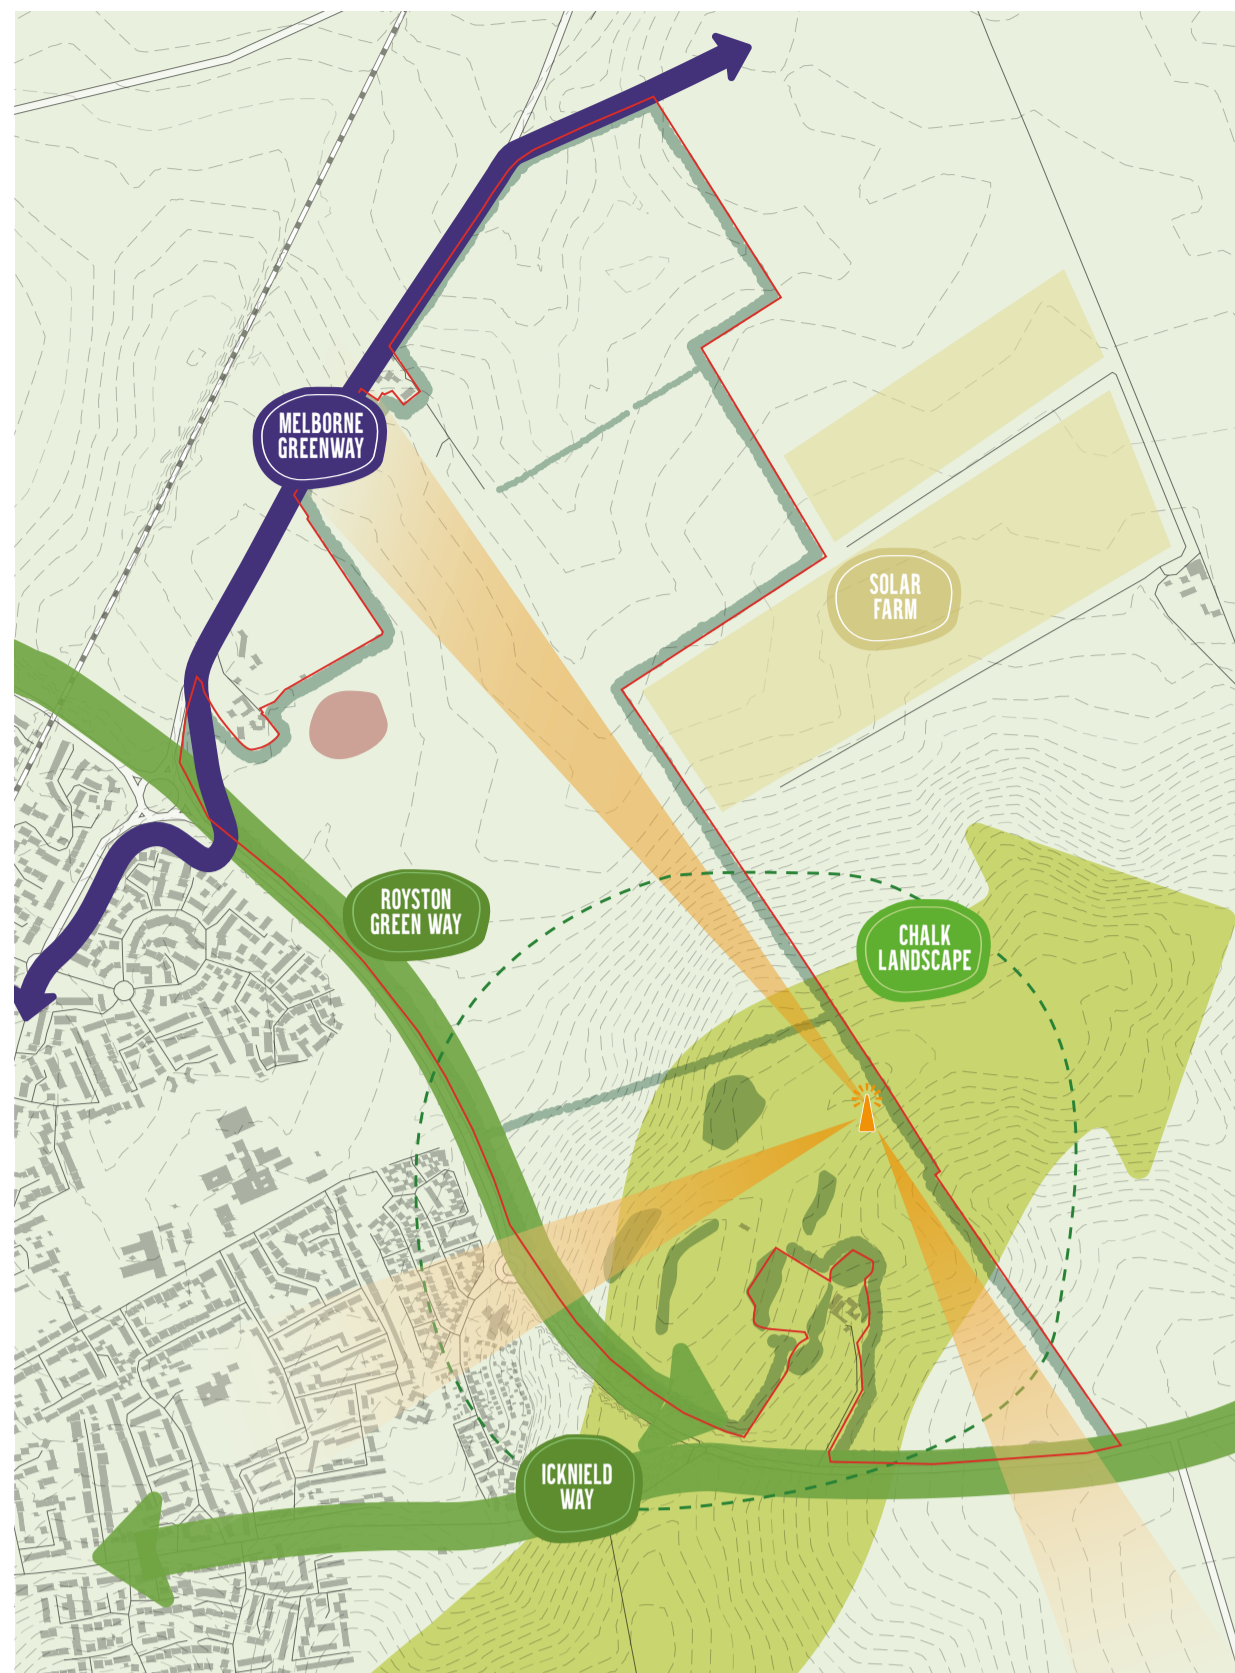 MELBORNE
GREENWAY
SOLAR
FARM
ROYSTON
GREEN WAY
CHALK
LANDSCAPE
ICKNIELD
WAY